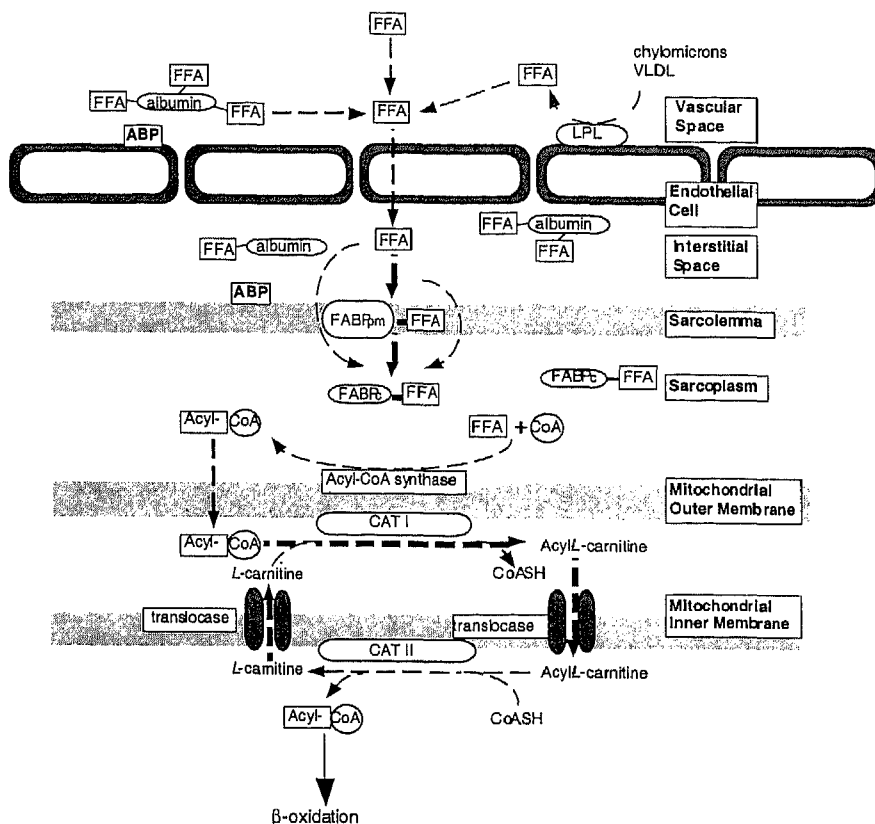 FFA
chylomicrons
VLDL
FFA
FFA
FFA
albumin
FFA
FFA
Vascular
Space
ABP
LPL
Endothelial
Cell
FFA
albumin
FFA
albumin
FFA
FFA
Interstitial
Space
ABP
FABPpm
FFA
Sarcolemma
FABPc
FFA
FABPc
FFA
Sarcoplasm
Acyl-
CoA
FFA
+
CoA
Acyl-CoA synthase
Mitochondrial
Outer Membrane
CAT I
Acyl-
CoA
AcylL-carnitine
L-carnitine
CoASH
translocase
translocase
Mitochondrial
Inner Membrane
CAT II
L-carnitine
AcylL-carnitine
Acyl-
CoA
CoASH
β-oxidation